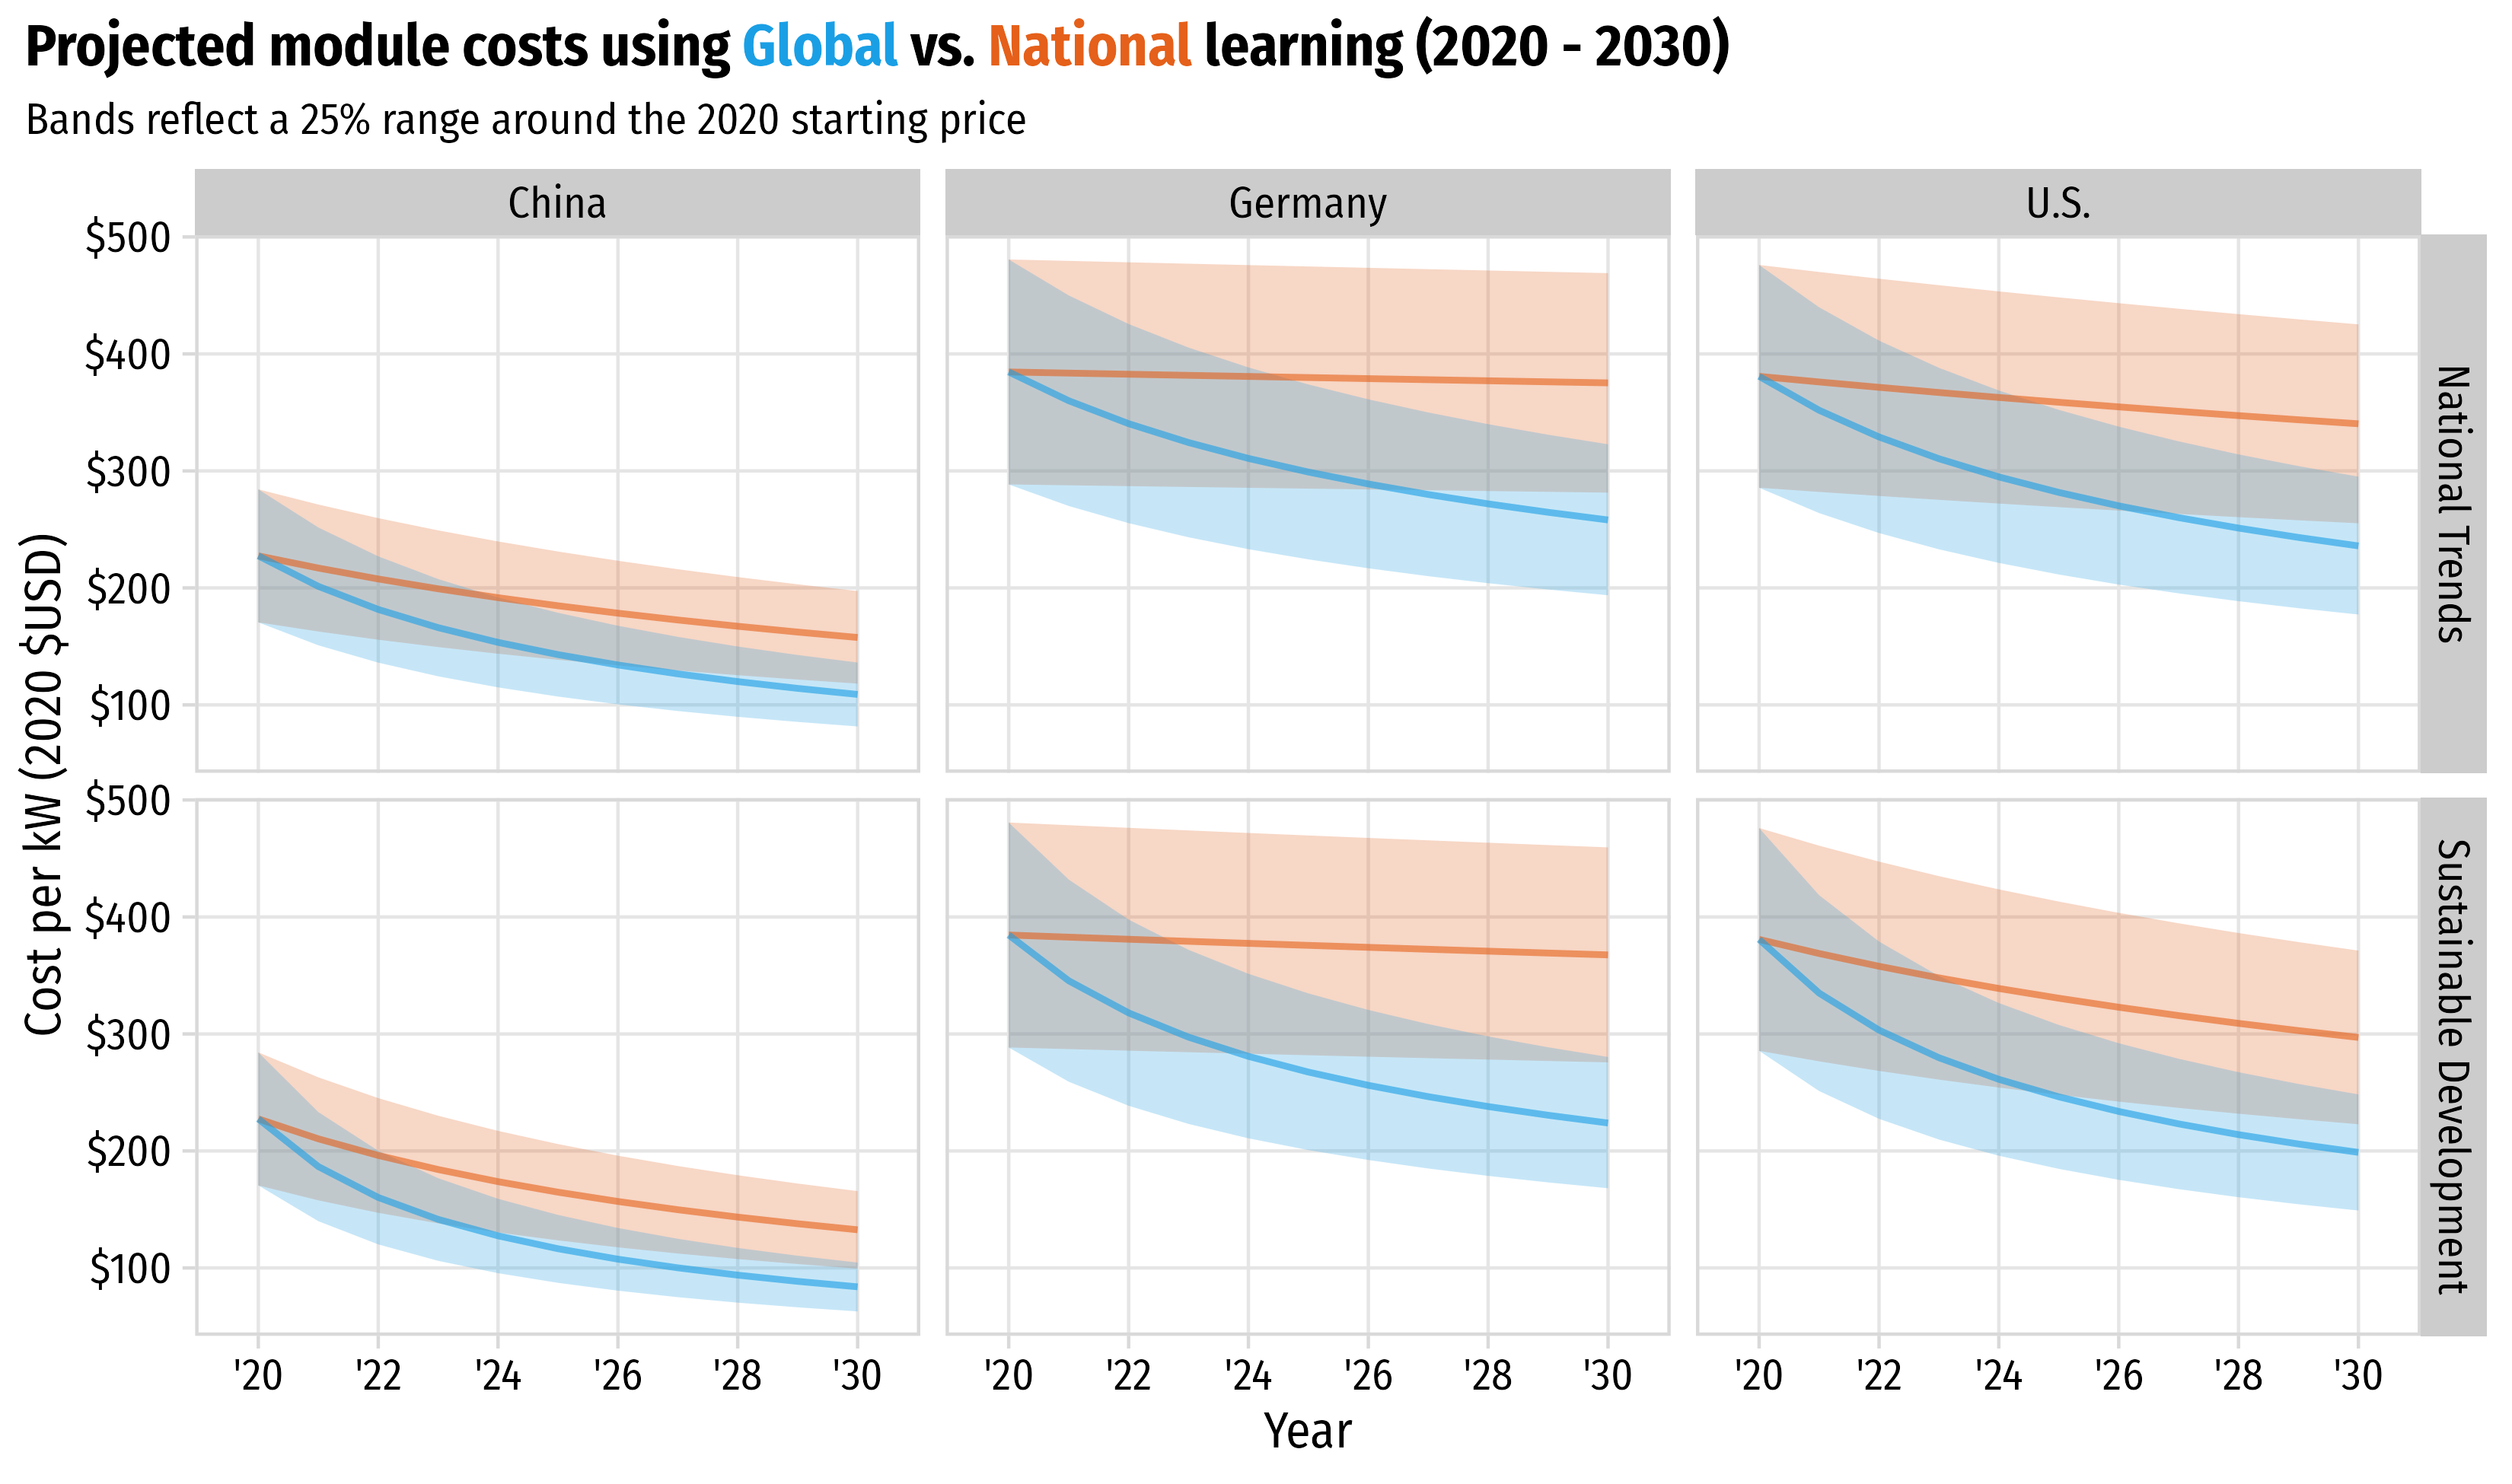 Projected module costs using Global vs. National learning (2020 - 2030)
Bands reflect a 25% range around the 2020 starting price
China
Germany
U.S.
$500
$400
$300
$200
$100
National Trends
$500
$400
$300
$200
$100
Sustainable Development
Cost per kW (2020 $USD)
'20 '22 '24 '26 '28 '30
'20 '22 '24 '26 '28 '30
'20 '22 '24 '26 '28 '30
Year